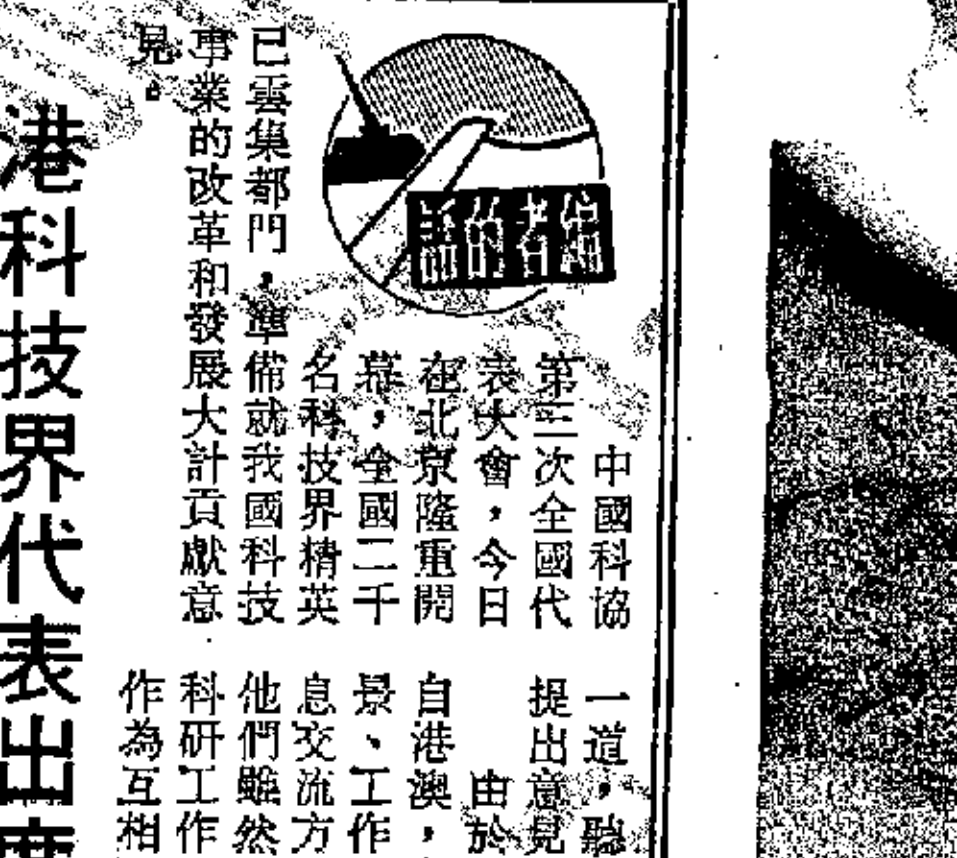 編者的話
中國科協
第三次全國代
表大會，今日
在北京隆重開
幕，全國二千
名科技界精英
已雲集都門，準備就我國科技
事業的改革和發展大計貢獻意
見。
一道，聽
提出意見
由於
自港澳，
景、工作
息交流方
他們雖然
科研工作
作為互相
港科技界代表出